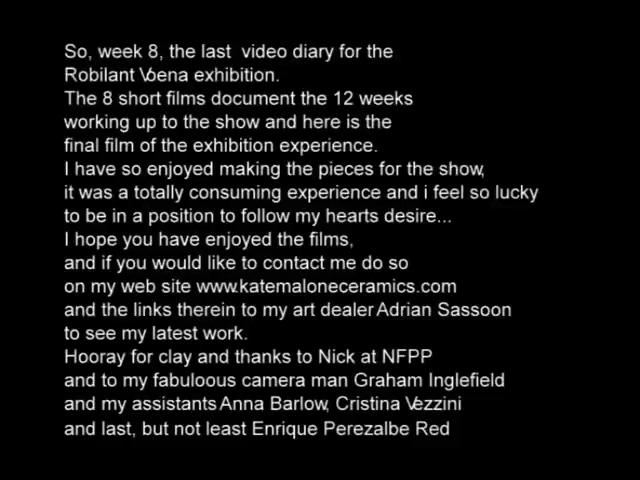 So, week 8, the last video diary for the
Robilant Voena exhibition.
The 8 short films document the 12 weeks
working up to the show and here is the
final film of the exhibition experience.
I have so enjoyed making the pieces for the show,
it was a totally consuming experience and i feel so lucky
to be in a position to follow my hearts desire...
I hope you have enjoyed the films,
and if you would like to contact me do so
on my web site www.katemaloneceramics.com
and the links therein to my art dealer Adrian Sassoon
to see my latest work.
Hooray for clay and thanks to Nick at NFPP
and to my fabuloous camera man Graham Inglefield
and my assistants Anna Barlow, Cristina Vezzini
and last, but not least Enrique Perezalbe Red